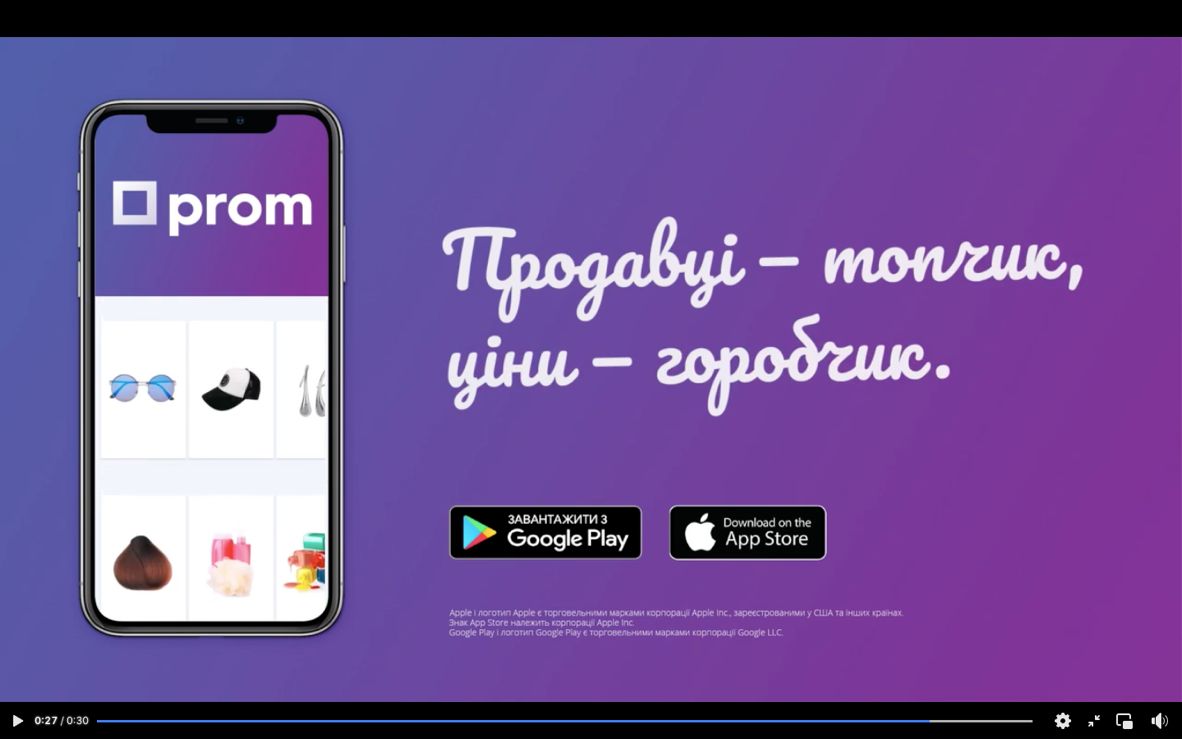 prom
Продавці – топчик,
ціни – горобчик.
ЗАВАНТАЖИТИ З
Google Play
Download on the
App Store
Apple і логотип Apple є торговельними марками корпорації Apple Inc., зареєстрованими у США та інших країнах.
Знак App Store належить корпорації Apple Inc.
Google Play і логотип Google Play є торговельними марками корпорації Google LLC.
0:27 / 0:30